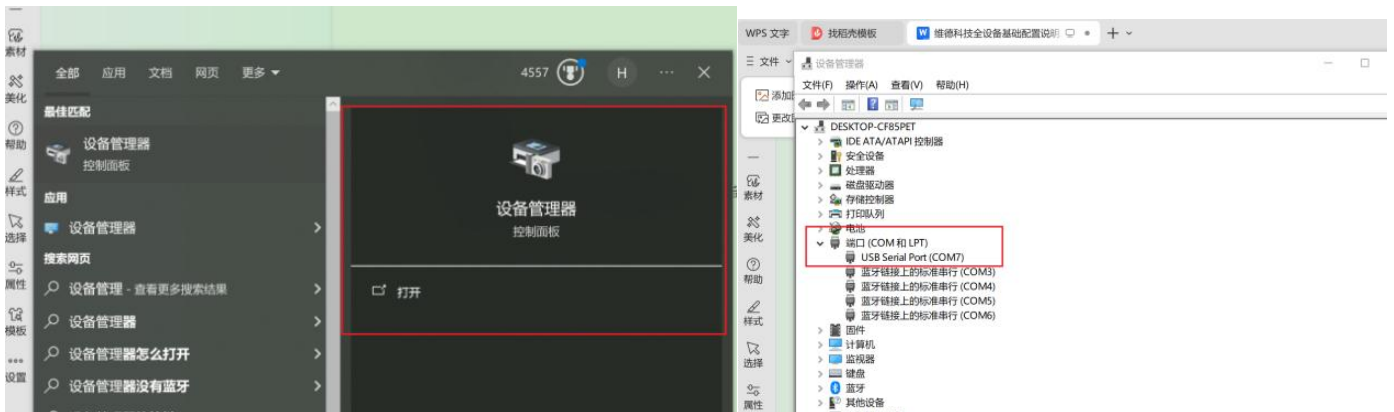 素材
美化
帮助
样式
选择
属性
模板
设置
全部 应用 文档 网页 更多
4557 H ··· ×
最佳匹配
设备管理器
控制面板
应用
设备管理器
搜索网页
设备管理 - 查看更多搜索结果
设备管理器
设备管理器怎么打开
设备管理器没有蓝牙
设备管理器
控制面板
打开
WPS 文字 找稻壳模板 维德科技全设备基础配置说明
文件
添加
更改
素材
美化
帮助
样式
选择
属性
设备管理器
文件(F) 操作(A) 查看(V) 帮助(H)
DESKTOP-CF85PET
IDE ATA/ATAPI 控制器
安全设备
处理器
磁盘驱动器
存储控制器
打印队列
电池
端口 (COM 和 LPT)
USB Serial Port (COM7)
蓝牙链接上的标准串行 (COM3)
蓝牙链接上的标准串行 (COM4)
蓝牙链接上的标准串行 (COM5)
蓝牙链接上的标准串行 (COM6)
固件
计算机
监视器
键盘
蓝牙
其他设备